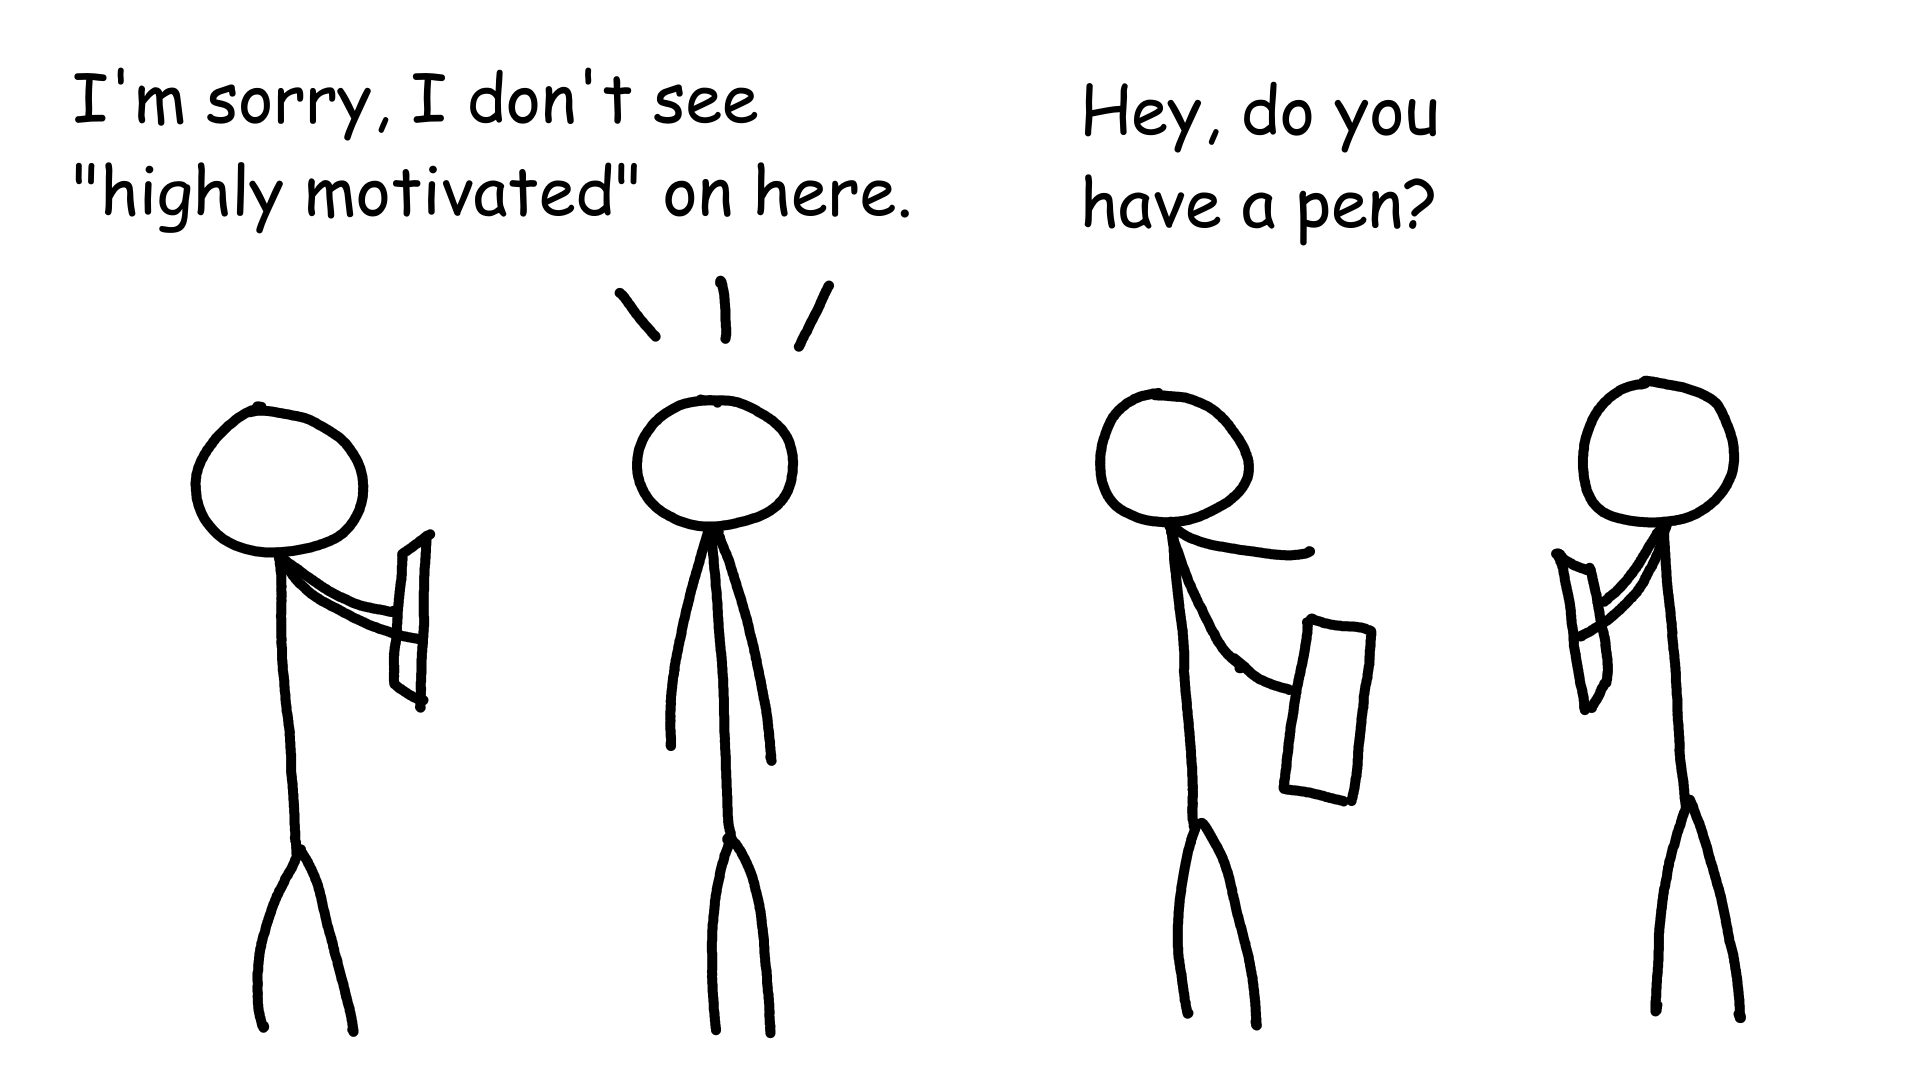 I'm sorry, I don't see
"highly motivated" on here.
Hey, do you
have a pen?